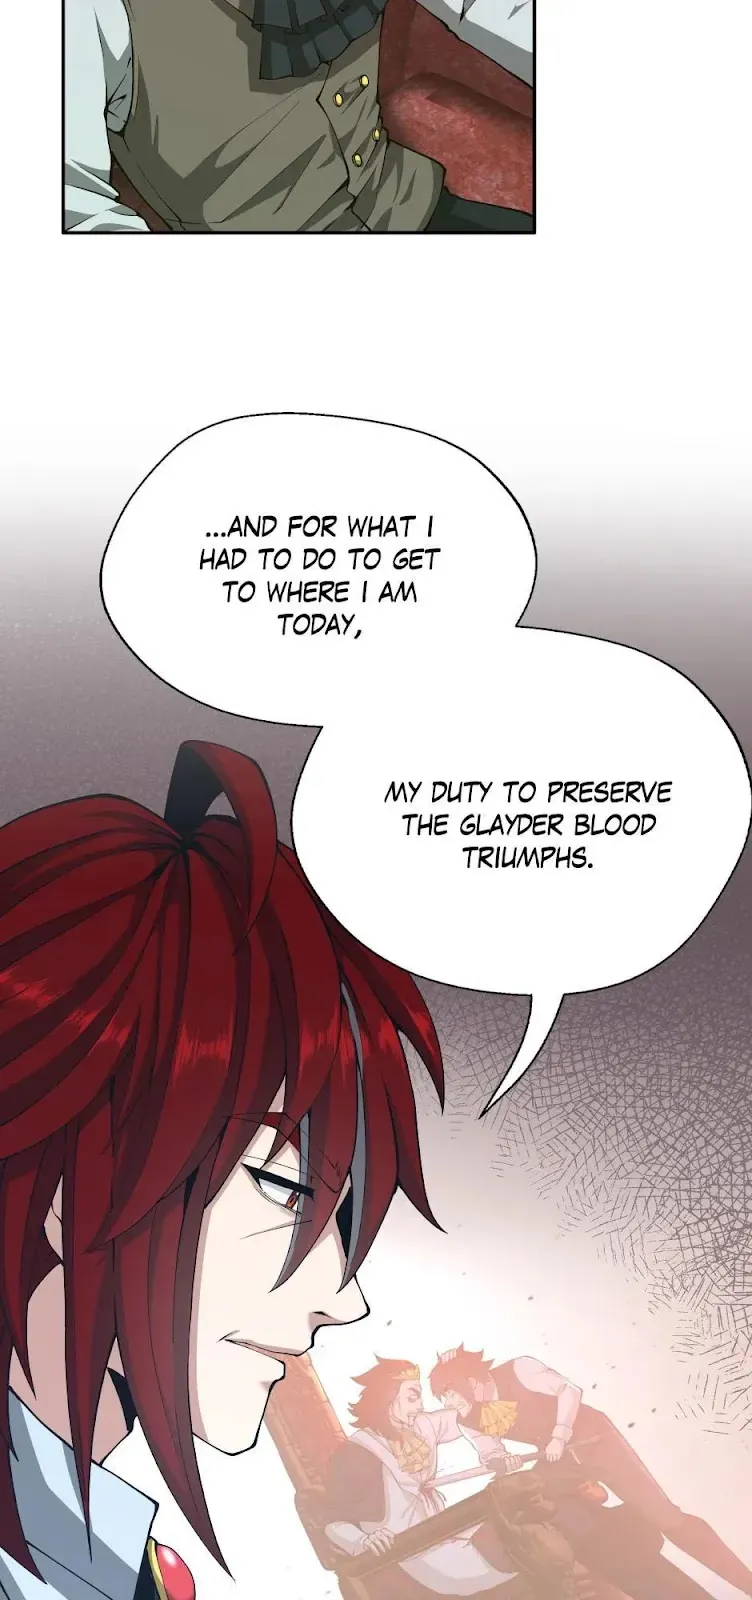 ...AND FOR WHAT I
HAD TO DO TO GET
TO WHERE I AM
TODAY,
MY DUTY TO PRESERVE
THE GLAYDER BLOOD
TRIUMPHS.